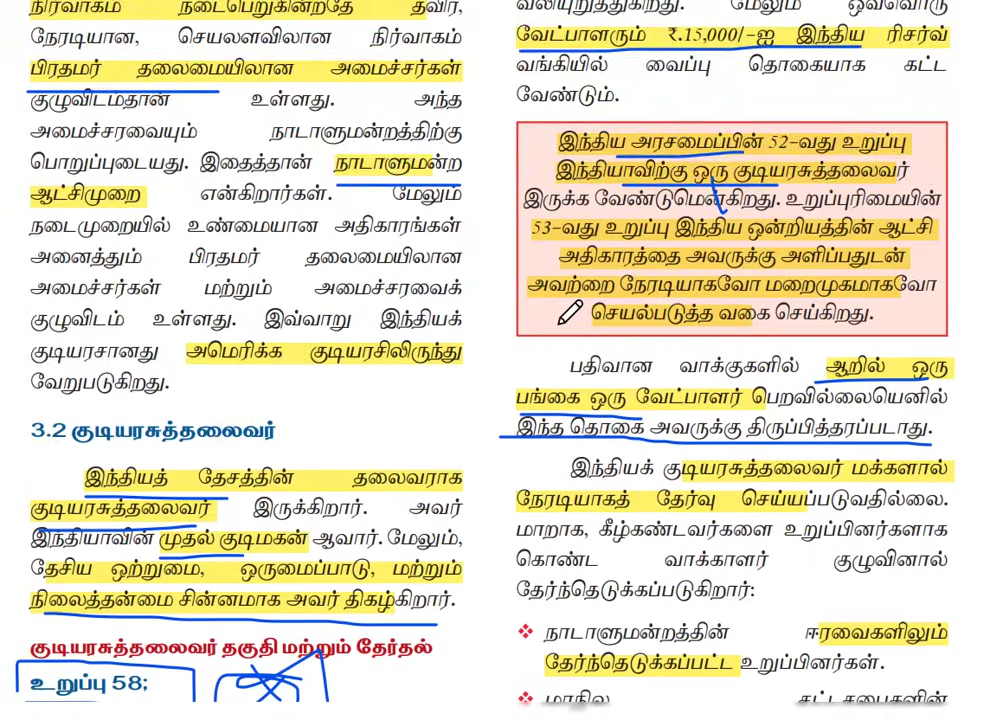 நிர்வாகம் நடைபெறுகின்றதே தவிர,
நேரடியான, செயலளவிலான நிர்வாகம்
பிரதமர் தலைமையிலான அமைச்சர்கள்
குழுவிடம்தான் உள்ளது. அந்த
அமைச்சரவையும் நாடாளுமன்றத்திற்கு
பொறுப்புடையது. இதைத்தான் நாடாளுமன்ற
ஆட்சிமுறை என்கிறார்கள். மேலும்
நடைமுறையில் உண்மையான அதிகாரங்கள்
அனைத்தும் பிரதமர் தலைமையிலான
அமைச்சர்கள் மற்றும் அமைச்சரவைக்
குழுவிடம் உள்ளது. இவ்வாறு இந்தியக்
குடியரசானது அமெரிக்க குடியரசிலிருந்து
வேறுபடுகிறது.
3.2 குடியரசுத்தலைவர்
இந்தியத் தேசத்தின் தலைவராக
குடியரசுத்தலைவர் இருக்கிறார். அவர்
இந்தியாவின் முதல் குடிமகன் ஆவார். மேலும்,
தேசிய ஒற்றுமை, ஒருமைப்பாடு, மற்றும்
நிலைத்தன்மை சின்னமாக அவர் திகழ்கிறார்.
குடியரசுத்தலைவர் தகுதி மற்றும் தேர்தல்
உறுப்பு 58;
வலியுறுத்துகிறது. மேலும் ஒவ்வொரு
வேட்பாளரும் ₹.15,000/-ஐ இந்திய ரிசர்வ்
வங்கியில் வைப்பு தொகையாக கட்ட
வேண்டும்.
இந்திய அரசமைப்பின் 52-வது உறுப்பு
இந்தியாவிற்கு ஒரு குடியரசுத்தலைவர்
இருக்க வேண்டுமென்கிறது. உறுப்புரிமையின்
53-வது உறுப்பு இந்திய ஒன்றியத்தின் ஆட்சி
அதிகாரத்தை அவருக்கு அளிப்பதுடன்
அவற்றை நேரடியாகவோ மறைமுகமாகவோ
செயல்படுத்த வகை செய்கிறது.
பதிவான வாக்குகளில் ஆறில் ஒரு
பங்கை ஒரு வேட்பாளர் பெறவில்லையெனில்
இந்த தொகை அவருக்கு திருப்பித்தரப்படாது.
இந்தியக் குடியரசுத்தலைவர் மக்களால்
நேரடியாகத் தேர்வு செய்யப்படுவதில்லை.
மாறாக, கீழ்கண்டவர்களை உறுப்பினர்களாக
கொண்ட வாக்காளர் குழுவினால்
தேர்ந்தெடுக்கப்படுகிறார்:
❖ நாடாளுமன்றத்தின் ஈரவைகளிலும்
தேர்ந்தெடுக்கப்பட்ட உறுப்பினர்கள்.
❖ மாநில சட்டசபைகளின்